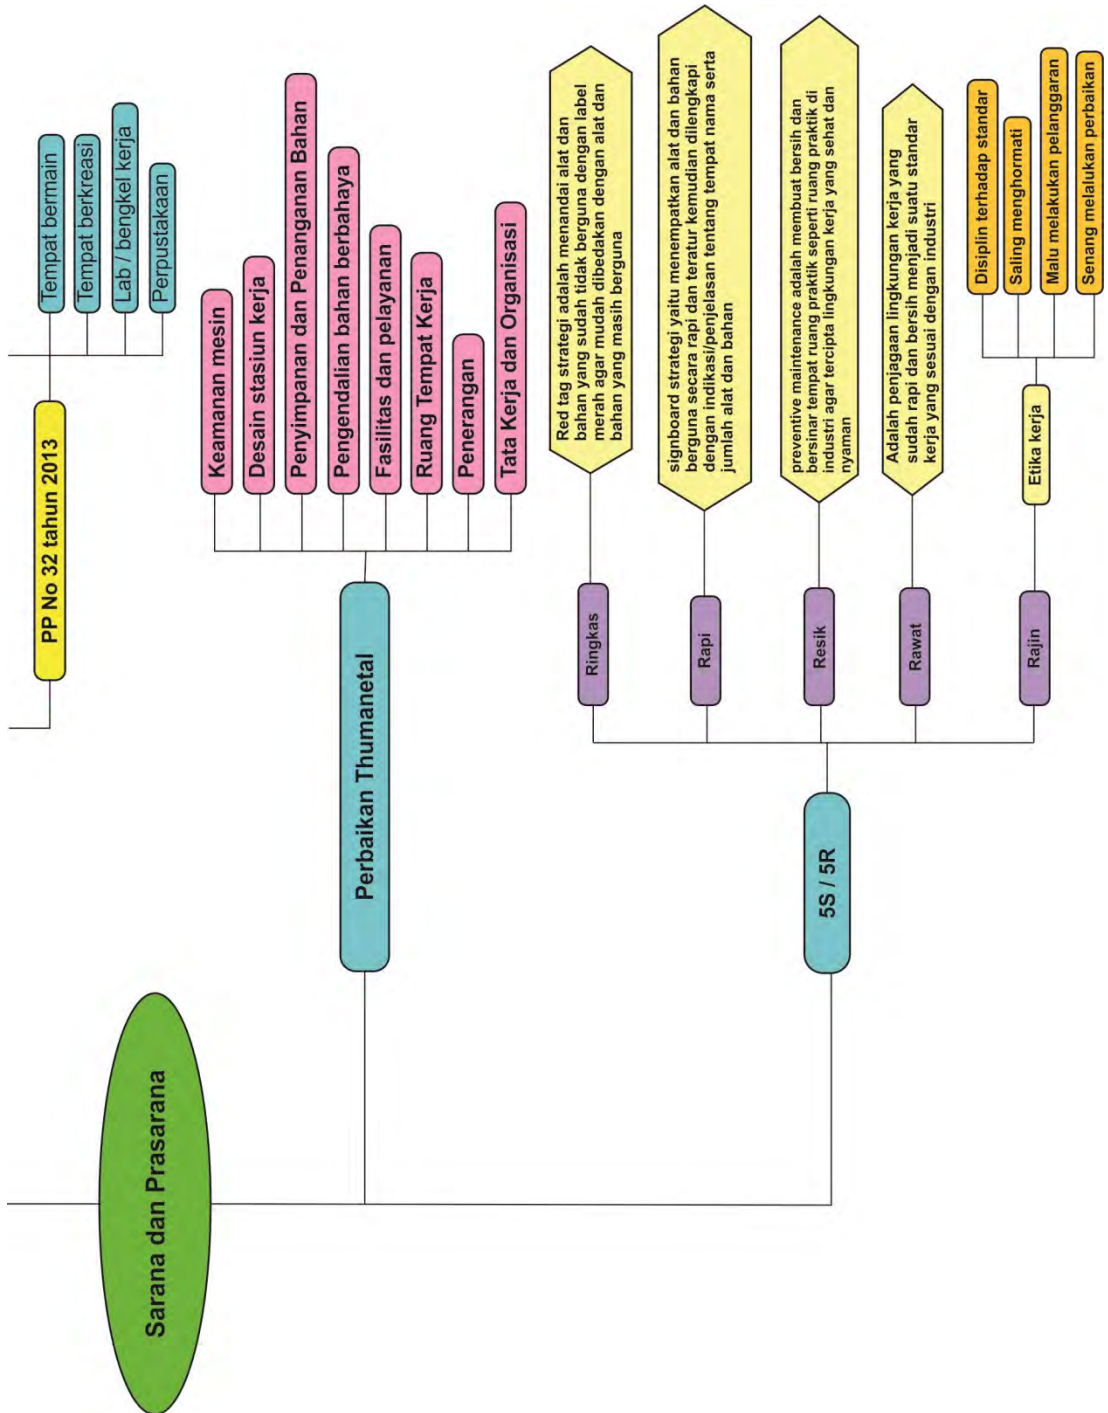 Sarana dan Prasarana
PP No 32 tahun 2013
Tempat bermain
Tempat berkreasi
Lab / bengkel kerja
Perpustakaan
Perbaikan Thumanetal
Keamanan mesin
Desain stasiun kerja
Penyimpanan dan Penanganan Bahan
Pengendalian bahan berbahaya
Fasilitas dan pelayanan
Ruang Tempat Kerja
Penerangan
Tata Kerja dan Organisasi
5S / 5R
Ringkas
Red tag strategi adalah menandai alat dan
bahan yang sudah tidak berguna dengan label
merah agar mudah dibedakan dengan alat dan
bahan yang masih berguna
Rapi
signboard strategi yaitu menempatkan alat dan bahan
berguna secara rapi dan teratur kemudian dilengkapi
dengan indikasi/penjelasan tentang tempat nama serta
jumlah alat dan bahan
Resik
preventive maintenance adalah membuat bersih dan
bersinar tempat ruang praktik seperti ruang praktik di
industri agar tercipta lingkungan kerja yang sehat dan
nyaman
Rawat
Adalah penjagaan lingkungan kerja yang
sudah rapi dan bersih menjadi suatu standar
kerja yang sesuai dengan industri
Rajin
Etika kerja
Disiplin terhadap standar
Saling menghormati
Malu melakukan pelanggaran
Senang melalukan perbaikan